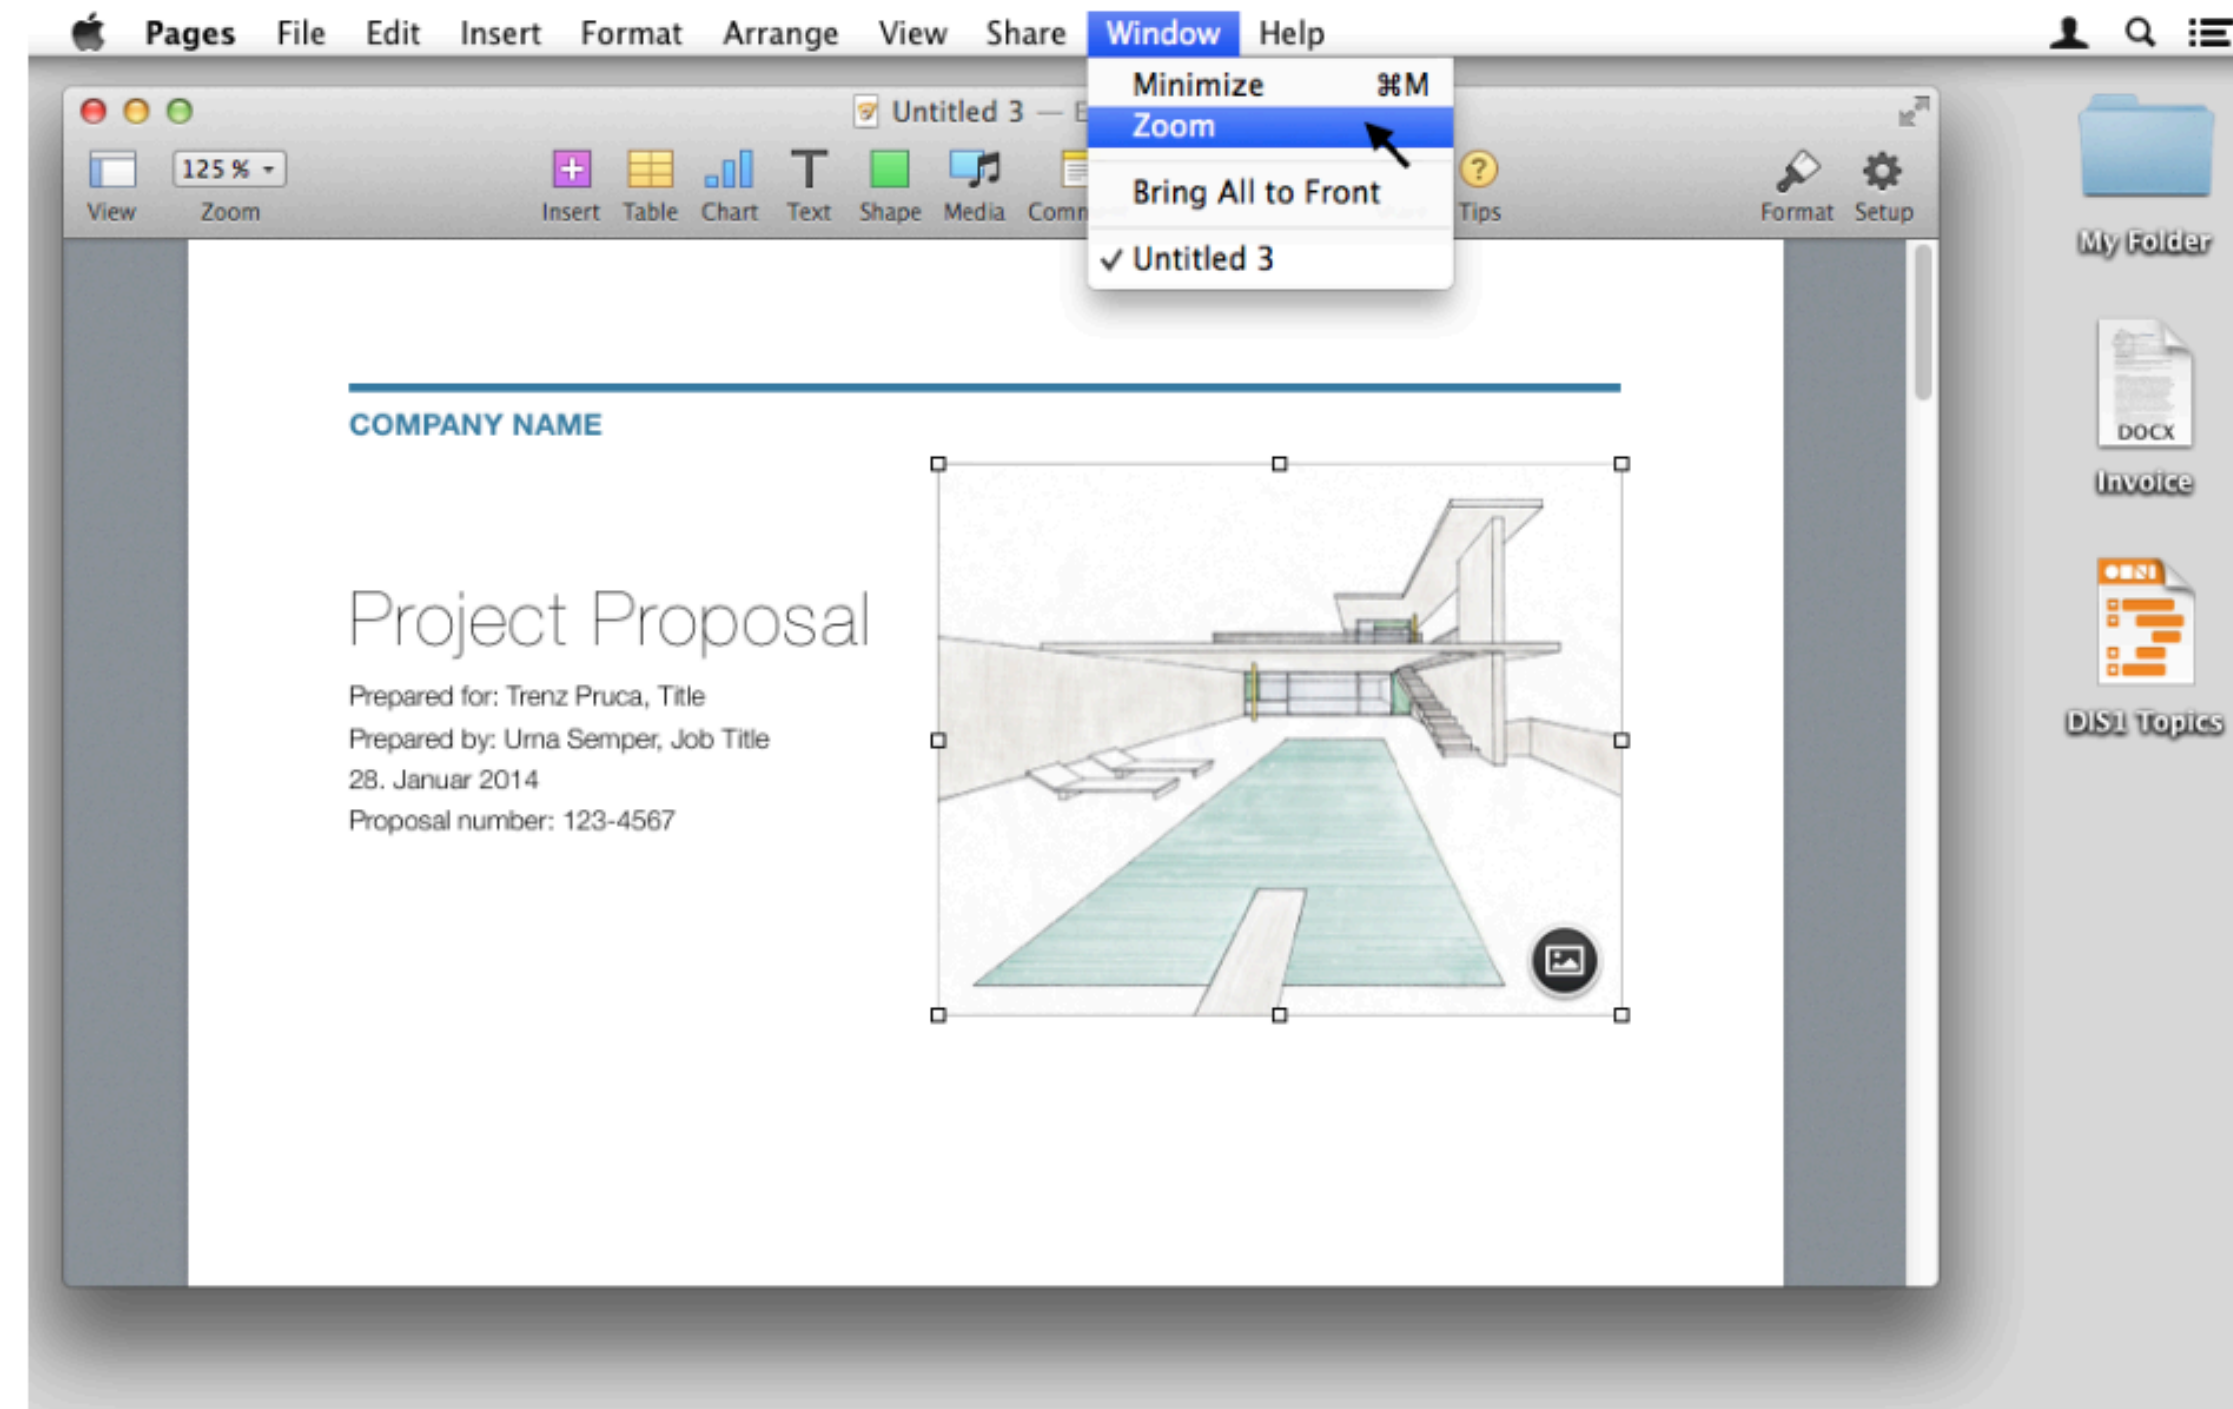 Pages File Edit Insert Format Arrange View Share Window Help
Minimize ⌘M
Zoom
Bring All to Front
✓ Untitled 3
Untitled 3 — E
125 %
View Zoom Insert Table Chart Text Shape Media Comm Tips Format Setup
COMPANY NAME
Project Proposal
Prepared for: Trenz Pruca, Title
Prepared by: Urna Semper, Job Title
28. Januar 2014
Proposal number: 123-4567
My Folder
DOCX
Invoice
OMNI
DIS1 Topics